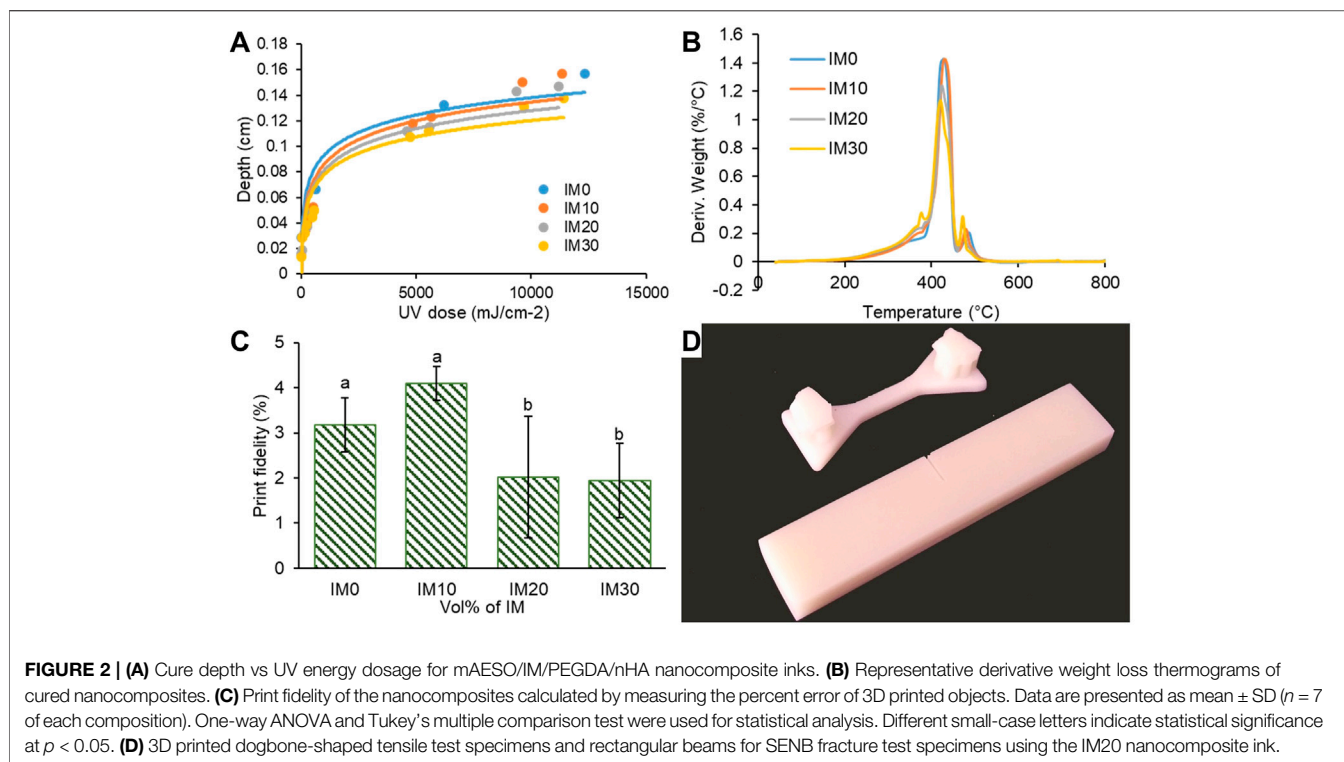 A
0.18
0.16
0.14
0.12
0.10
0.08
0.06
0.04
0.02
0
Depth (cm)
0
5000
10000
15000
UV dose (mJ/cm-2)
IM0
IM10
IM20
IM30
B
1.6
1.4
1.2
1
0.8
0.6
0.4
0.2
0
-0.2
Deriv. Weight (%/°C)
0
200
400
600
800
Temperature (°C)
IM0
IM10
IM20
IM30
C
5
4
3
2
1
0
Print fidelity (%)
a
a
b
b
IM0
IM10
IM20
IM30
Vol% of IM
D
FIGURE 2 | (A) Cure depth vs UV energy dosage for mAESO/IM/PEGDA/nHA nanocomposite inks. (B) Representative derivative weight loss thermograms of
cured nanocomposites. (C) Print fidelity of the nanocomposites calculated by measuring the percent error of 3D printed objects. Data are presented as mean ± SD (n = 7
of each composition). One-way ANOVA and Tukey's multiple comparison test were used for statistical analysis. Different small-case letters indicate statistical significance
at p < 0.05. (D) 3D printed dogbone-shaped tensile test specimens and rectangular beams for SENB fracture test specimens using the IM20 nanocomposite ink.